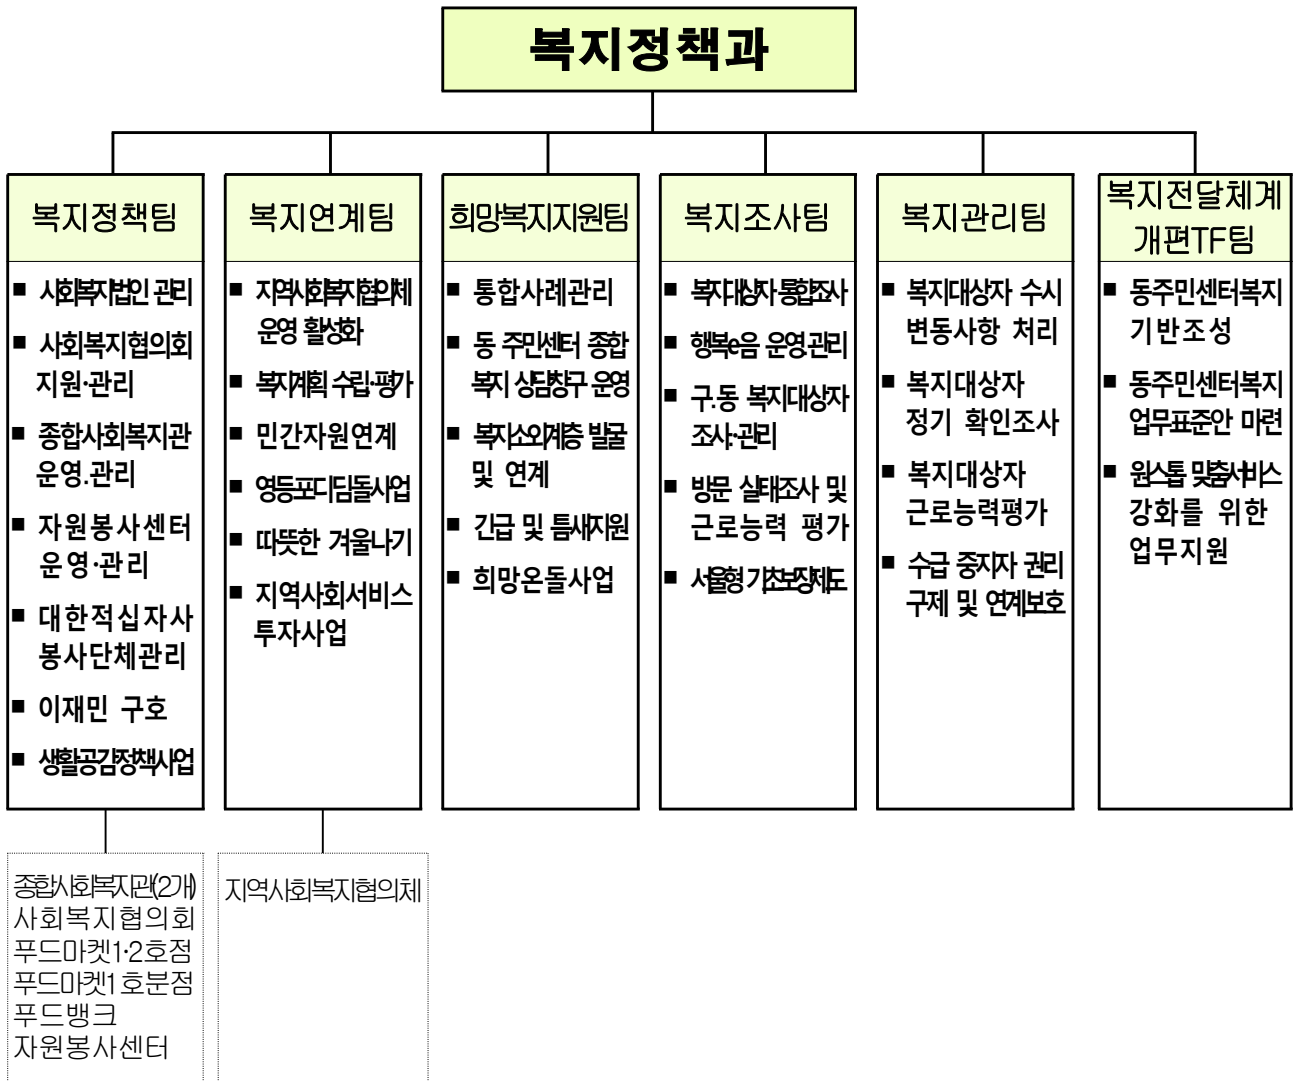 복지정책과
복지정책팀
■ 사회복지법인 관리
■ 사회복지협의회
지원·관리
■ 종합사회복지관
운영.관리
■ 자원봉사센터
운영·관리
■ 대한적십자사
봉사단체관리
■ 이재민 구호
■ 생활공감정책사업
종합사회복지관(2개)
사회복지협의회
푸드마켓1·2호점
푸드마켓1호분점
푸드뱅크
자원봉사센터
복지연계팀
■ 지역사회복지협의체
운영 활성화
■ 복지계획 수립·평가
■ 민간자원연계
■ 영등포디딤돌사업
■ 따뜻한 겨울나기
■ 지역사회서비스
투자사업
지역사회복지협의체
희망복지지원팀
■ 통합사례관리
■ 동 주민센터 종합
복지 상담창구 운영
■ 복지소외계층 발굴
및 연계
■ 긴급 및 틈새지원
■ 희망온돌사업
복지조사팀
■ 복지대상자 통합조사
■ 행복e음 운영.관리
■ 구.동 복지대상자
조사·관리
■ 방문 실태조사 및
근로능력 평가
■ 서울형 기초보장제도
복지관리팀
■ 복지대상자 수시
변동사항 처리
■ 복지대상자
정기 확인조사
■ 복지대상자
근로능력평가
■ 수급 중지자 권리
구제 및 연계보호
복지전달체계
개편TF팀
■ 동주민센터복지
기반조성
■ 동주민센터복지
업무표준안 마련
■ 원스톱 맞춤서비스
강화를 위한
업무지원